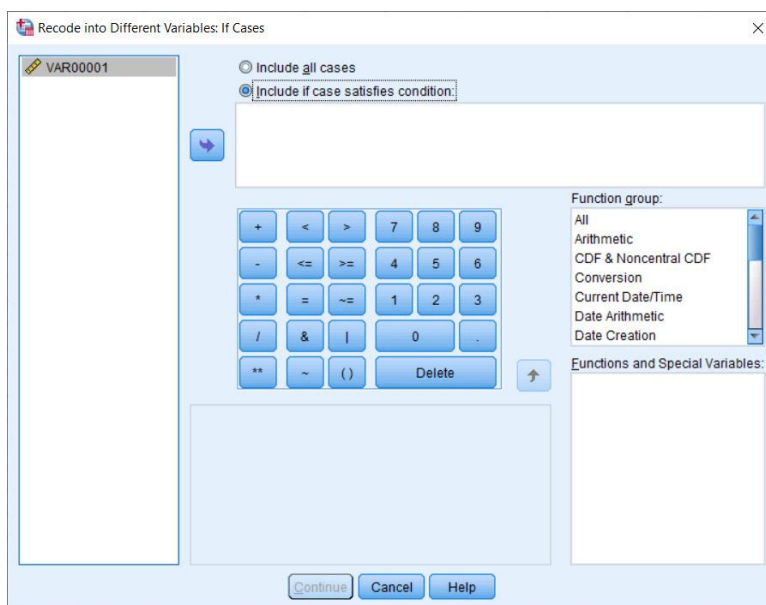 Recode into Different Variables: If Cases
VAR00001
Include all cases
Include if case satisfies condition:
Function group:
All
Arithmetic
CDF & Noncentral CDF
Conversion
Current Date/Time
Date Arithmetic
Date Creation
+ < > 7 8 9
- <= >= 4 5 6
* = ~= 1 2 3
/ & | 0 .
** ~ ( ) Delete
Functions and Special Variables:
Continue Cancel Help